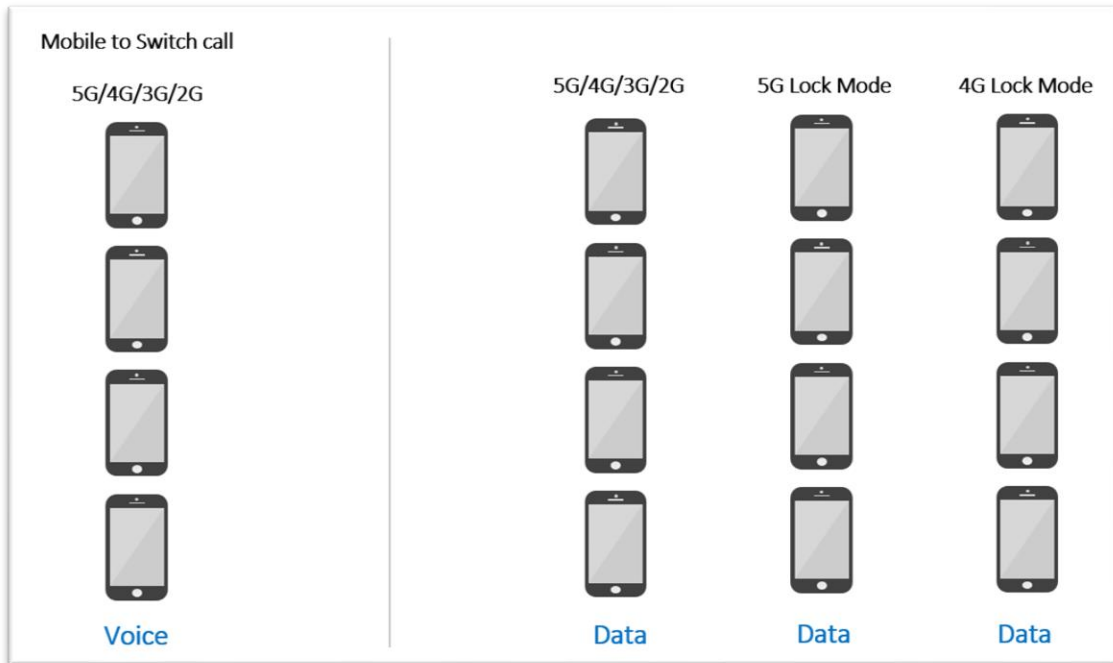 Mobile to Switch call
5G/4G/3G/2G
Voice
5G/4G/3G/2G
5G Lock Mode
4G Lock Mode
Data
Data
Data